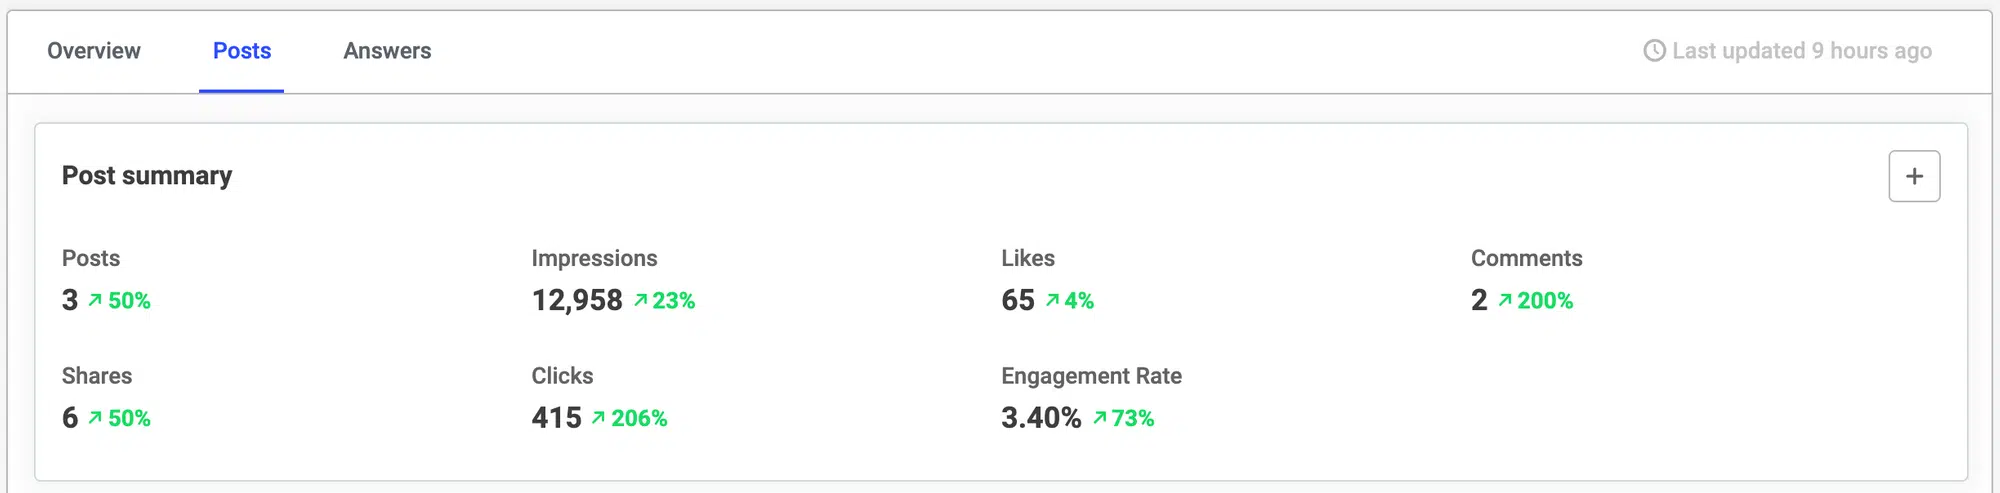 Overview Posts Answers Last updated 9 hours ago
Post summary +
Posts Impressions Likes Comments
3 ↗ 50% 12,958 ↗ 23% 65 ↗ 4% 2 ↗ 200%
Shares Clicks Engagement Rate
6 ↗ 50% 415 ↗ 206% 3.40% ↗ 73%